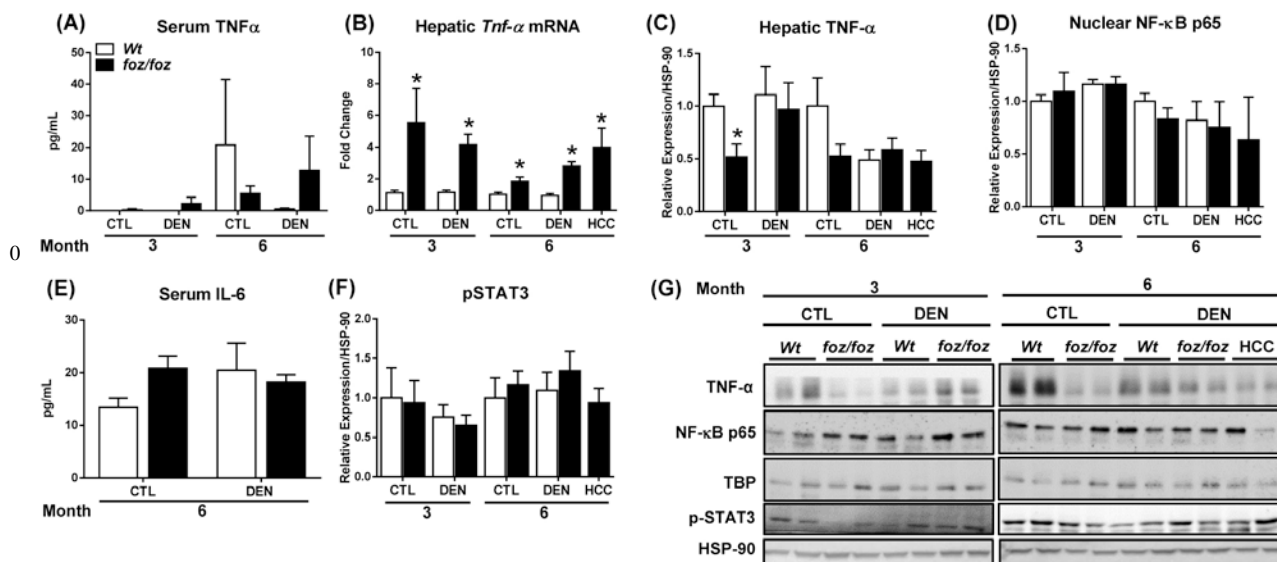 (A) Serum TNFα
pg/mL
60
40
20
0
Wt
foz/foz
CTL DEN CTL DEN
Month 3 6
(B) Hepatic Tnf-α mRNA
Fold Change
10
8
6
4
2
0
* * * * *
CTL DEN CTL DEN HCC
3 6
(C) Hepatic TNF-α
Relative Expression/HSP-90
1.5
1.0
0.5
0.0
*
CTL DEN CTL DEN HCC
3 6
(D) Nuclear NF-κB p65
Relative Expression/HSP-90
1.5
1.0
0.5
0.0
CTL DEN CTL DEN HCC
3 6
0
(E) Serum IL-6
pg/mL
30
20
10
0
CTL DEN
Month 6
(F) pSTAT3
Relative Expression/HSP-90
2.0
1.5
1.0
0.5
0.0
CTL DEN CTL DEN HCC
3 6
(G) Month 3 6
CTL DEN CTL DEN
Wt foz/foz Wt foz/foz Wt foz/foz Wt foz/foz HCC
TNF-α
NF-κB p65
TBP
p-STAT3
HSP-90